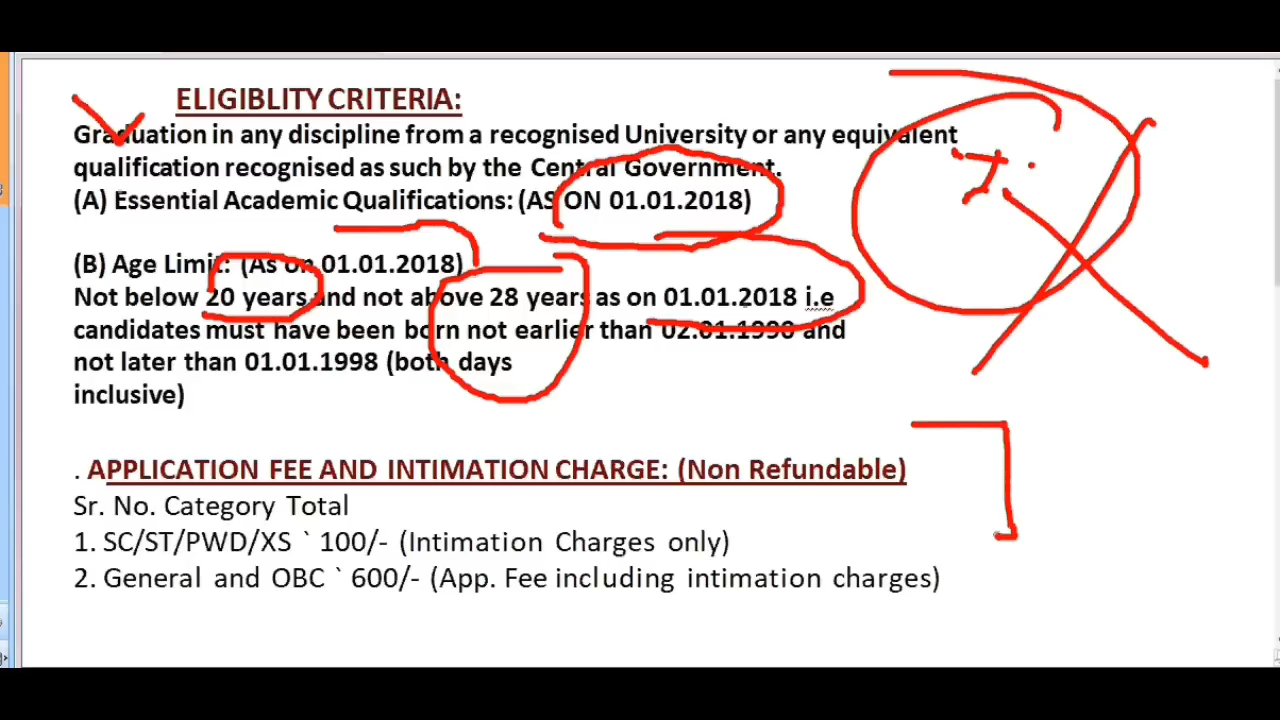 ELIGIBLITY CRITERIA:
Graduation in any discipline from a recognised University or any equivalent
qualification recognised as such by the Central Government.
(A) Essential Academic Qualifications: (AS ON 01.01.2018)
(B) Age Limit: (As on 01.01.2018)
Not below 20 years and not above 28 years as on 01.01.2018 i.e
candidates must have been born not earlier than 02.01.1990 and
not later than 01.01.1998 (both days
inclusive)
. APPLICATION FEE AND INTIMATION CHARGE: (Non Refundable)
Sr. No. Category Total
1. SC/ST/PWD/XS ` 100/- (Intimation Charges only)
2. General and OBC ` 600/- (App. Fee including intimation charges)